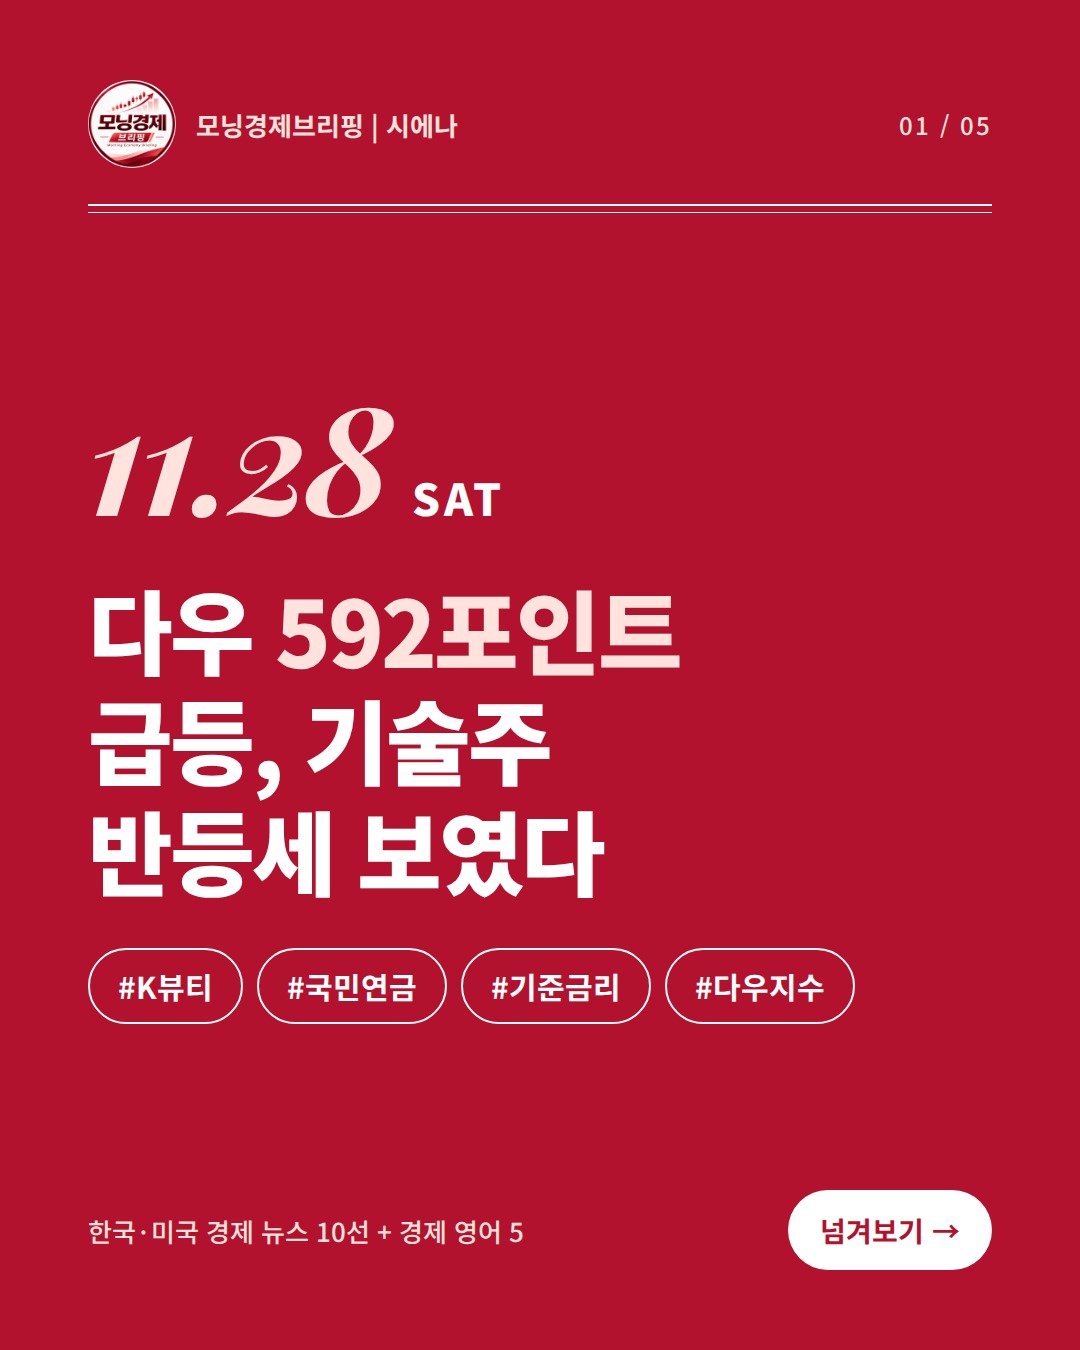 모닝경제
브리핑
Morning Economy Briefing
모닝경제브리핑 | 시에나
01 / 05
11.28 SAT
다우 592포인트
급등, 기술주
반등세 보였다
#K뷰티 #국민연금 #기준금리 #다우지수
한국·미국 경제 뉴스 10선 + 경제 영어 5
넘겨보기 →